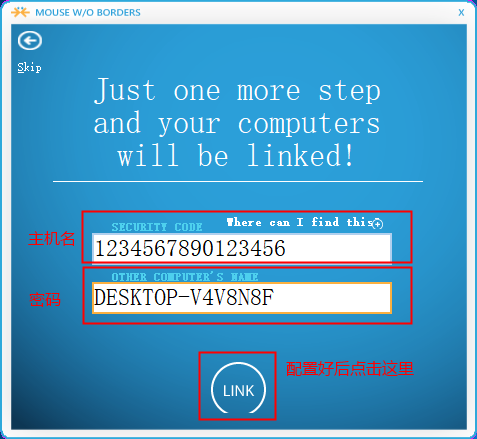 MOUSE W/O BORDERS
X
Skip
Just one more step
and your computers
will be linked!
SECURITY CODE
Where can I find this
主机名
1234567890123456
OTHER COMPUTER'S NAME
密码
DESKTOP-V4V8N8F
LINK
配置好后点击这里